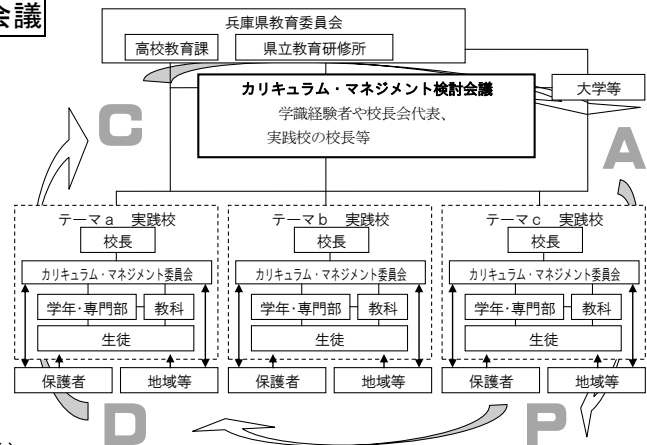 会議
兵庫県教育委員会
高校教育課
県立教育研修所
カリキュラム・マネジメント検討会議
学識経験者や校長会代表、
実践校の校長等
大学等
C
A
テーマa 実践校
校長
カリキュラム・マネジメント委員会
学年・専門部
教科
生徒
保護者
地域等
テーマb 実践校
校長
カリキュラム・マネジメント委員会
学年・専門部
教科
生徒
保護者
地域等
テーマc 実践校
校長
カリキュラム・マネジメント委員会
学年・専門部
教科
生徒
保護者
地域等
D
P